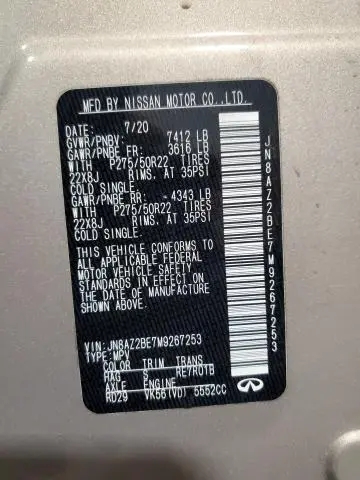 MFD BY NISSAN MOTOR CO.,LTD.
DATE: 7/20
GVWR/PNBV: 7412 LB
GAWR/PNBE FR: 3616 LB
WITH P275/50R22 TIRES
22X8J RIMS, AT 35PSI
COLD SINGLE
GAWR/PNBE RR: 4343 LB
WITH P275/50R22 TIRES
22X8J RIMS, AT 35PSI
COLD SINGLE
THIS VEHICLE CONFORMS TO
ALL APPLICABLE FEDERAL
MOTOR VEHICLE SAFETY
STANDARDS IN EFFECT ON
THE DATE OF MANUFACTURE
SHOWN ABOVE.
VIN: JN8AZ2BE7M9267253
TYPE: MPV
COLOR TRIM TRANS
HAG S RE7R01B
AXLE ENGINE
RD29 VK56(VD) 5552CC
JN8AZ2BE7M9267253